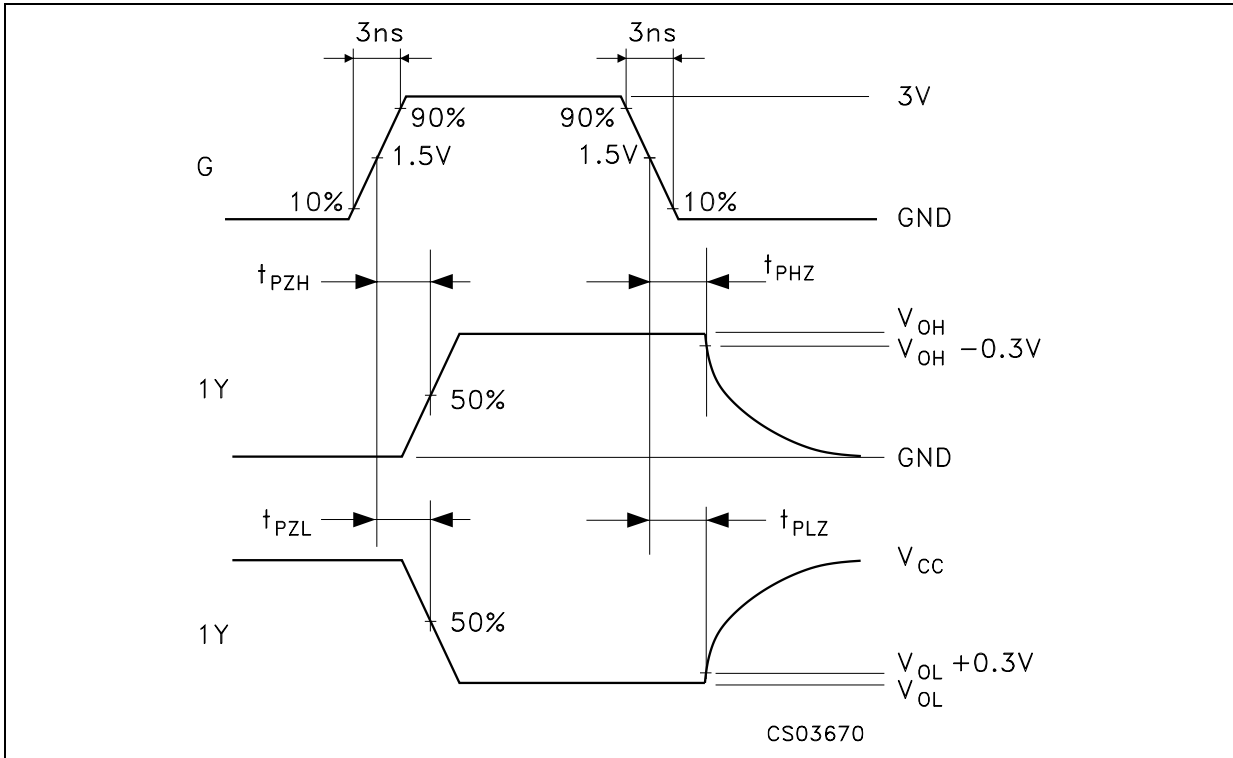 3ns 3ns
3V
90% 90%
G 1.5V 1.5V
10% 10%
GND
tPZH tPHZ
VOH
VOH −0.3V
1Y 50%
GND
tPZL tPLZ
VCC
50%
1Y
VOL +0.3V
VOL
CS03670